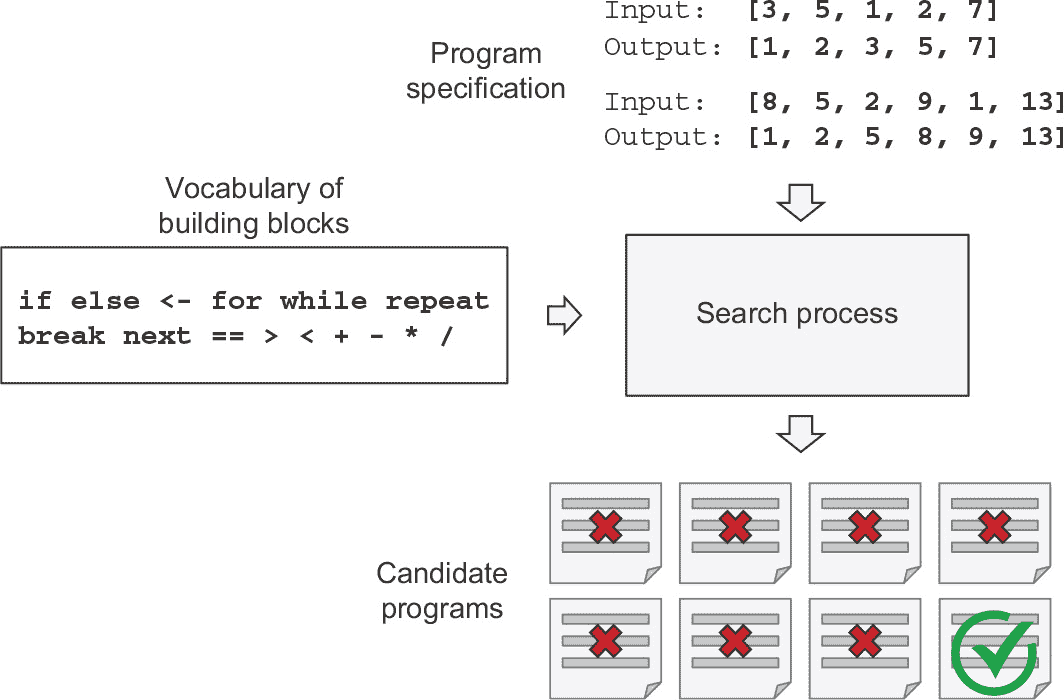 Input: [3, 5, 1, 2, 7]
Output: [1, 2, 3, 5, 7]
Program
specification
Input: [8, 5, 2, 9, 1, 13]
Output: [1, 2, 5, 8, 9, 13]
Vocabulary of
building blocks
if else <- for while repeat
break next == > < + - * /
Search process
Candidate
programs